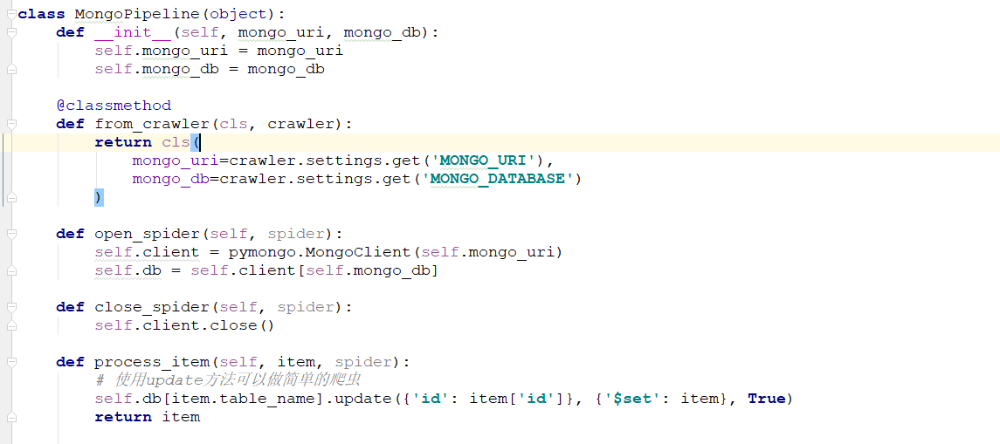 class MongoPipeline(object):
    def __init__(self, mongo_uri, mongo_db):
        self.mongo_uri = mongo_uri
        self.mongo_db = mongo_db
    @classmethod
    def from_crawler(cls, crawler):
        return cls(
            mongo_uri=crawler.settings.get('MONGO_URI'),
            mongo_db=crawler.settings.get('MONGO_DATABASE')
        )
    def open_spider(self, spider):
        self.client = pymongo.MongoClient(self.mongo_uri)
        self.db = self.client[self.mongo_db]
    def close_spider(self, spider):
        self.client.close()
    def process_item(self, item, spider):
        # 使用update方法可以做简单的爬虫
        self.db[item.table_name].update({'id': item['id']}, {'$set': item}, True)
        return item